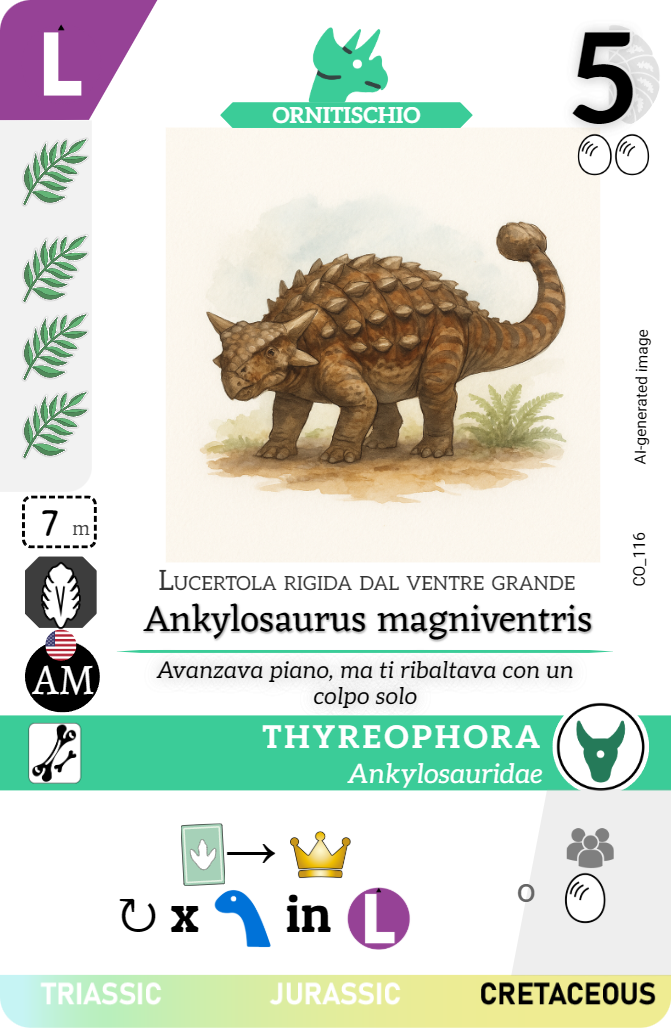 L
ORNITISCHIO
5
AI-generated image
CO_116
7 m
AM
Lucertola rigida dal ventre grande
Ankylosaurus magniventris
Avanzava piano, ma ti ribaltava con un
colpo solo
THYREOPHORA
Ankylosauridae
x in L
o
TRIASSIC JURASSIC CRETACEOUS